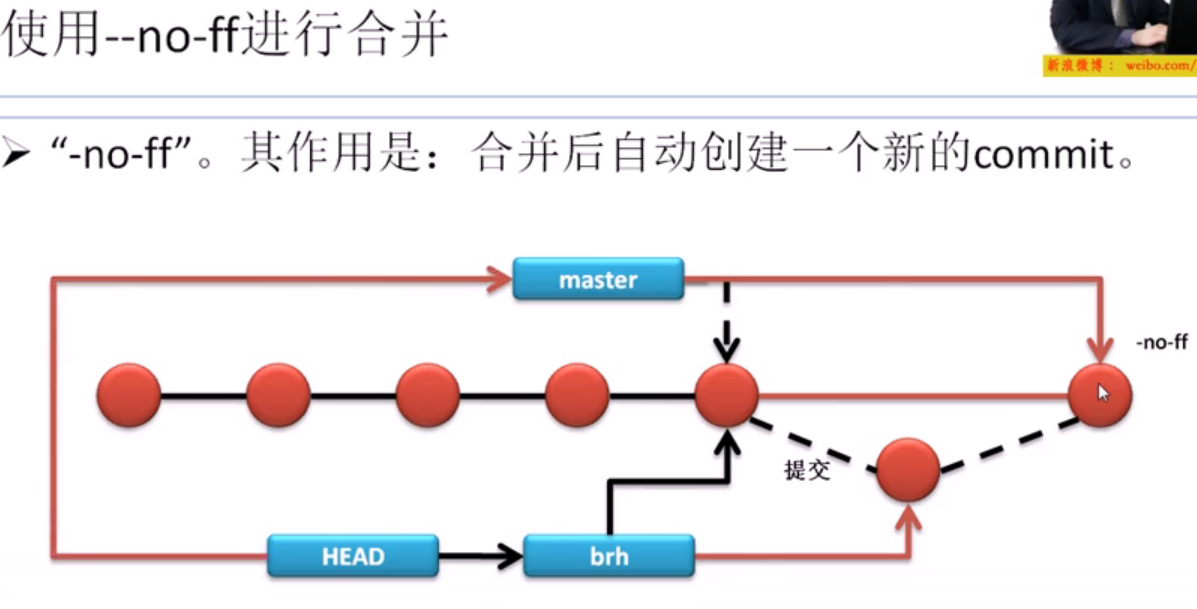 使用--no-ff进行合并
新浪微博： weibo.com/
“-no-ff”。其作用是：合并后自动创建一个新的commit。
master
-no-ff
提交
HEAD
brh